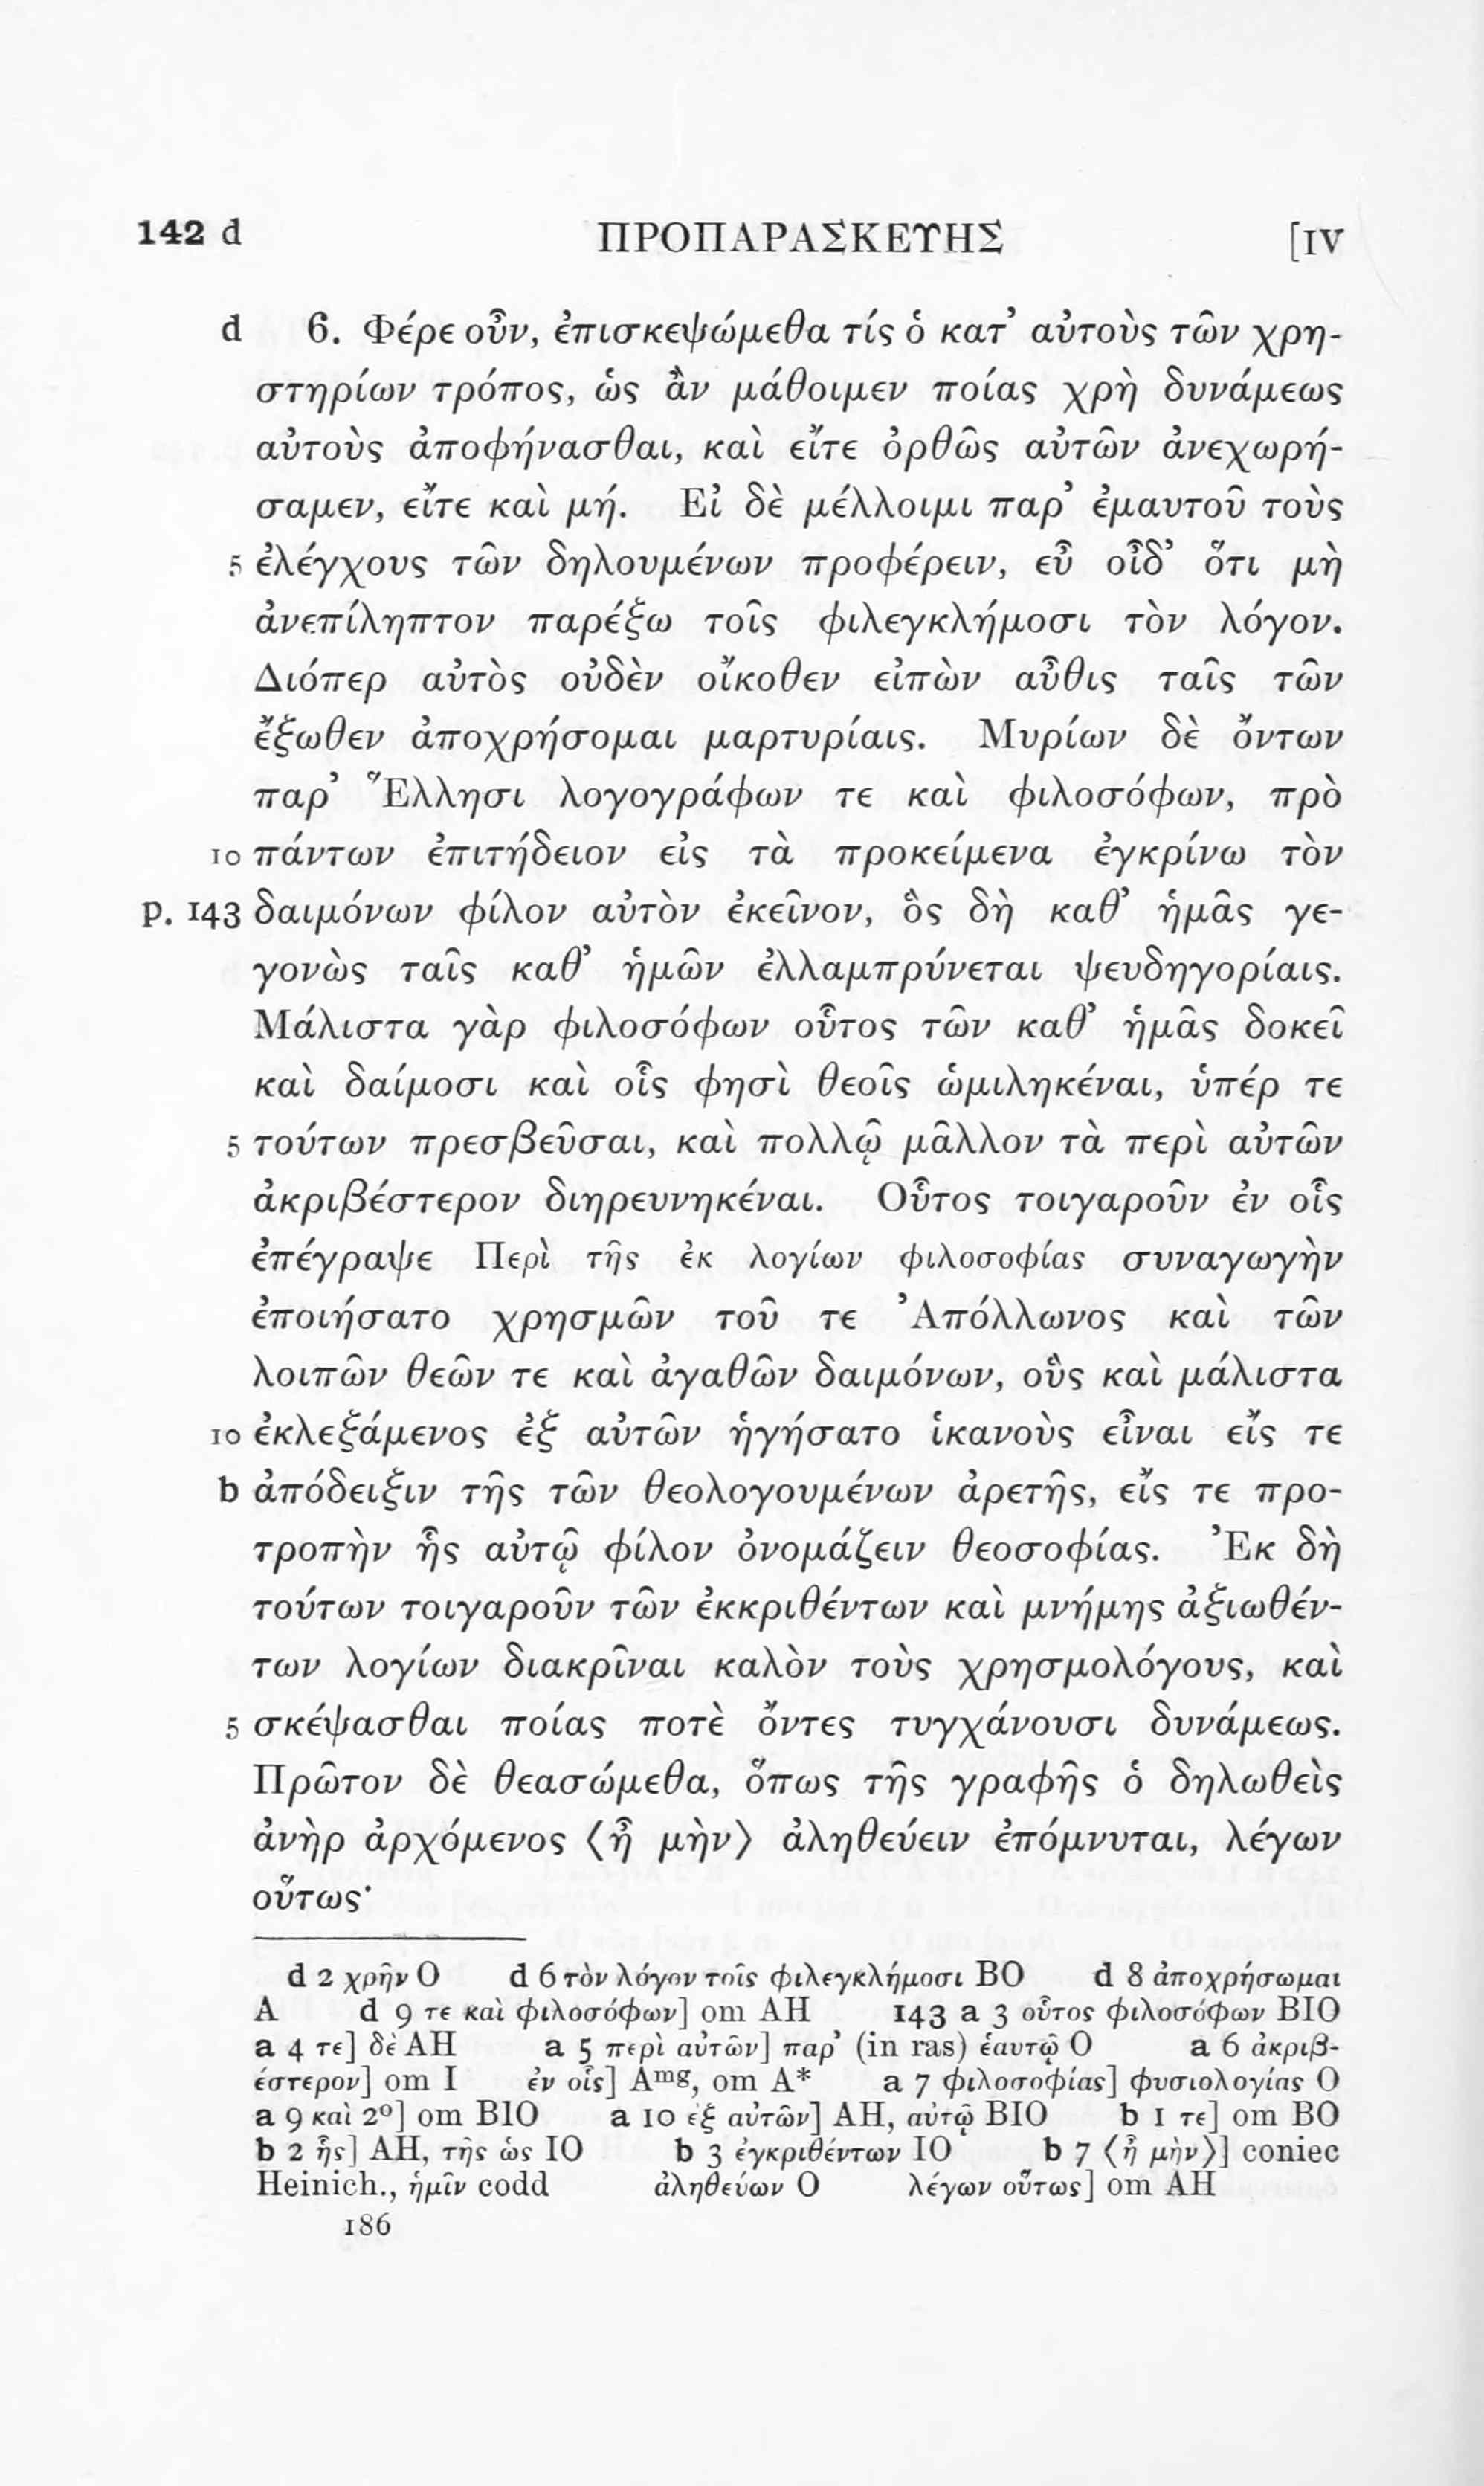 142 d ΠΡΟΠΑΡΑΣΚΕΥΗΣ [IV
d 6. Φέρε οὖν, ἐπισκεψώμεθα τίς ὁ κατ’ αὐτοὺς τῶν χρη-
στηρίων τρόπος, ὡς ἂν μάθοιμεν ποίας χρὴ δυνάμεως
αὐτοὺς ἀποφήνασθαι, καὶ εἴτε ὀρθῶς αὐτῶν ἀνεχωρή-
σαμεν, εἴτε καὶ μή. Εἰ δὲ μέλλοιμι παρ’ ἐμαυτοῦ τοὺς
5 ἐλέγχους τῶν δηλουμένων προφέρειν, εὖ οἶδ’ ὅτι μὴ
ἀνεπίληπτον παρέξω τοῖς φιλεγκλήμοσι τὸν λόγον.
Διόπερ αὐτὸς οὐδὲν οἴκοθεν εἰπὼν αὖθις ταῖς τῶν
ἔξωθεν ἀποχρήσομαι μαρτυρίαις. Μυρίων δὲ ὄντων
παρ’ Ἕλλησι λογογράφων τε καὶ φιλοσόφων, πρὸ
10 πάντων ἐπιτήδειον εἰς τὰ προκείμενα ἐγκρίνω τὸν
p. 143 δαιμόνων φίλον αὐτὸν ἐκεῖνον, ὃς δὴ καθ’ ἡμᾶς γε-
γονὼς ταῖς καθ’ ἡμῶν ἐλλαμπρύνεται ψευδηγορίαις.
Μάλιστα γὰρ φιλοσόφων οὗτος τῶν καθ’ ἡμᾶς δοκεῖ
καὶ δαίμοσι καὶ οἷς φησὶ θεοῖς ὡμιληκέναι, ὑπέρ τε
5 τούτων πρεσβεῦσαι, καὶ πολλῷ μᾶλλον τὰ περὶ αὐτῶν
ἀκριβέστερον διηρευνηκέναι. Οὗτος τοιγαροῦν ἐν οἷς
ἐπέγραψε Περὶ τῆς ἐκ λογίων φιλοσοφίας συναγωγὴν
ἐποιήσατο χρησμῶν τοῦ τε Ἀπόλλωνος καὶ τῶν
λοιπῶν θεῶν τε καὶ ἀγαθῶν δαιμόνων, οὓς καὶ μάλιστα
10 ἐκλεξάμενος ἐξ αὐτῶν ἡγήσατο ἱκανοὺς εἶναι εἴς τε
b ἀπόδειξιν τῆς τῶν θεολογουμένων ἀρετῆς, εἴς τε προ-
τροπὴν ἧς αὐτῷ φίλον ὀνομάζειν θεοσοφίας. Ἐκ δὴ
τούτων τοιγαροῦν τῶν ἐκκριθέντων καὶ μνήμης ἀξιωθέν-
των λογίων διακρῖναι καλὸν τοὺς χρησμολόγους, καὶ
5 σκέψασθαι ποίας ποτὲ ὄντες τυγχάνουσι δυνάμεως.
Πρῶτον δὲ θεασώμεθα, ὅπως τῆς γραφῆς ὁ δηλωθεὶς
ἀνὴρ ἀρχόμενος ⟨ἦ μὴν⟩ ἀληθεύειν ἐπόμνυται, λέγων
οὕτως·
d 2 χρῆν O d 6 τὸν λόγον τοῖς φιλεγκλήμοσι BO d 8 ἀποχρήσωμαι
A d 9 τε καὶ φιλοσόφων] om AH 143 a 3 οὗτος φιλοσόφων BIO
a 4 τε] δὲ AH a 5 περὶ αὐτῶν] παρ’ (in ras) ἑαυτῷ O a 6 ἀκριβ-
έστερον] om I ἐν οἷς] Amg, om A* a 7 φιλοσοφίας] φυσιολογίας O
a 9 καὶ 2º] om BIO a 10 ἐξ αὐτῶν] AH, αὐτῷ BIO b 1 τε] om BO
b 2 ἧς] AH, τῆς ὡς IO b 3 ἐγκριθέντων IO b 7 ⟨ἦ μὴν⟩] coniec
Heinich., ἡμῖν codd ἀληθεύων O λέγων οὕτως] om AH
186